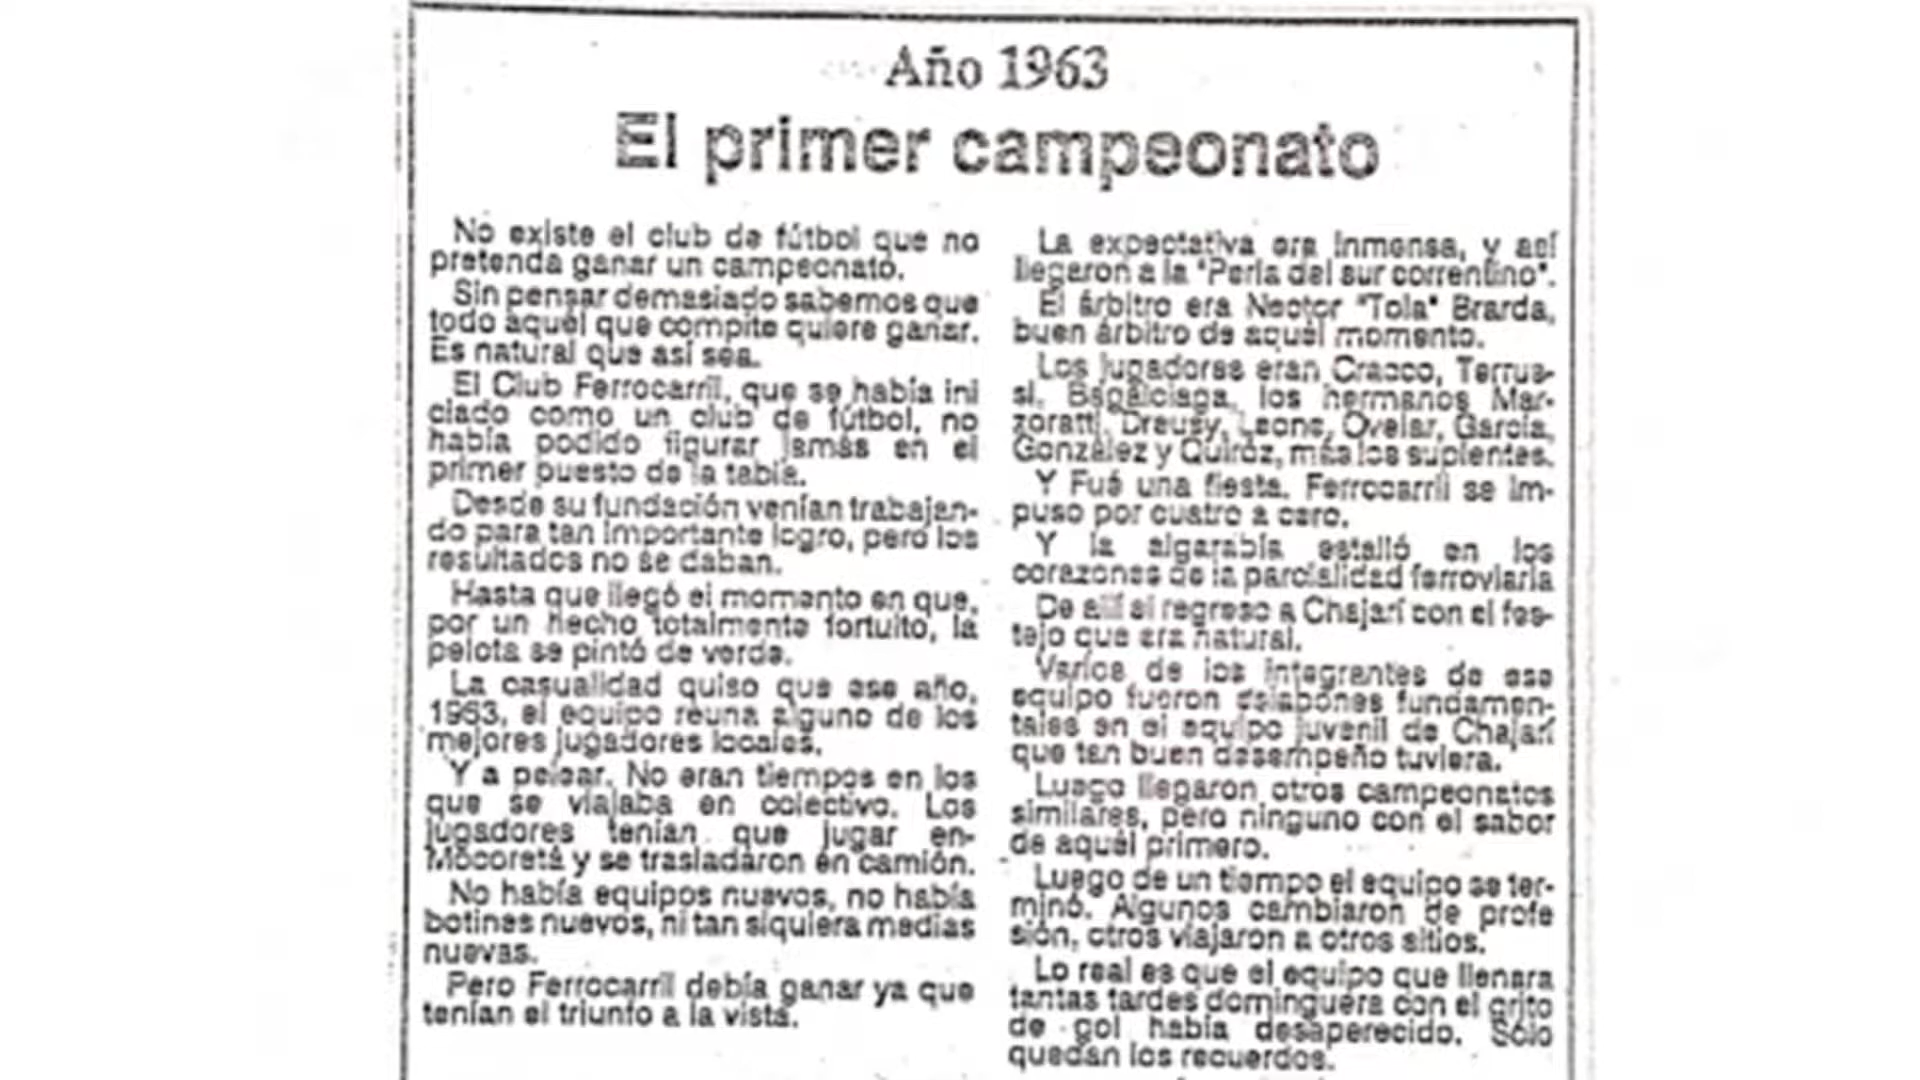 Año 1963
El primer campeonato
No existe el club de fútbol que no
pretenda ganar un campeonato.
Sin pensar demasiado sabemos que
todo aquél que compite quiere ganar.
Es natural que así sea.
El Club Ferrocarril, que se había ini
ciado como un club de fútbol, no
había podido figurar jamás en el
primer puesto de la tabla.
Desde su fundación venían trabajan-
do para tan importante logro, pero los
resultados no se daban.
Hasta que llegó el momento en que,
por un hecho totalmente fortuito, la
pelota se pintó de verde.
La casualidad quiso que ese año,
1963, el equipo reuna alguno de los
mejores jugadores locales.
Y a pelear. No eran tiempos en los
que se viajaba en colectivo. Los
jugadores tenían que jugar en
Mocoretá y se trasladaron en camión.
No había equipos nuevos, no había
botines nuevos, ni tan siquiera medias
nuevas.
Pero Ferrocarril debía ganar ya que
tenían el triunfo a la vista.
La expectativa era inmensa, y así
llegaron a la "Perla del sur correntino".
El árbitro era Nestor "Tola" Brarda,
buen árbitro de aquél momento.
Los jugadores eran Cracco, Terrus-
si, los hermanos Mar-
zoratti, Dreusy, Leone, Ovelar, García,
González y Quiróz, más los suplentes.
Y Fué una fiesta. Ferrocarril se im-
puso por cuatro a cero.
Y la algarabía estalló en los
corazones de la parcialidad ferroviaria
De allí al regreso a Chajarí con el fes-
tejo que era natural.
Varios de los integrantes de ese
equipo fueron eslabones fundamen-
tales en el equipo juvenil de Chajarí
que tan buen desempeño tuviera.
Luego llegaron otros campeonatos
similares, pero ninguno con el sabor
de aquél primero.
Luego de un tiempo el equipo se ter-
minó. Algunos cambiaron de profe
sión, otros viajaron a otros sitios.
Lo real es que el equipo que llenara
tantas tardes dominguera con el grito
de gol había desaparecido. Sólo
quedan los recuerdos.